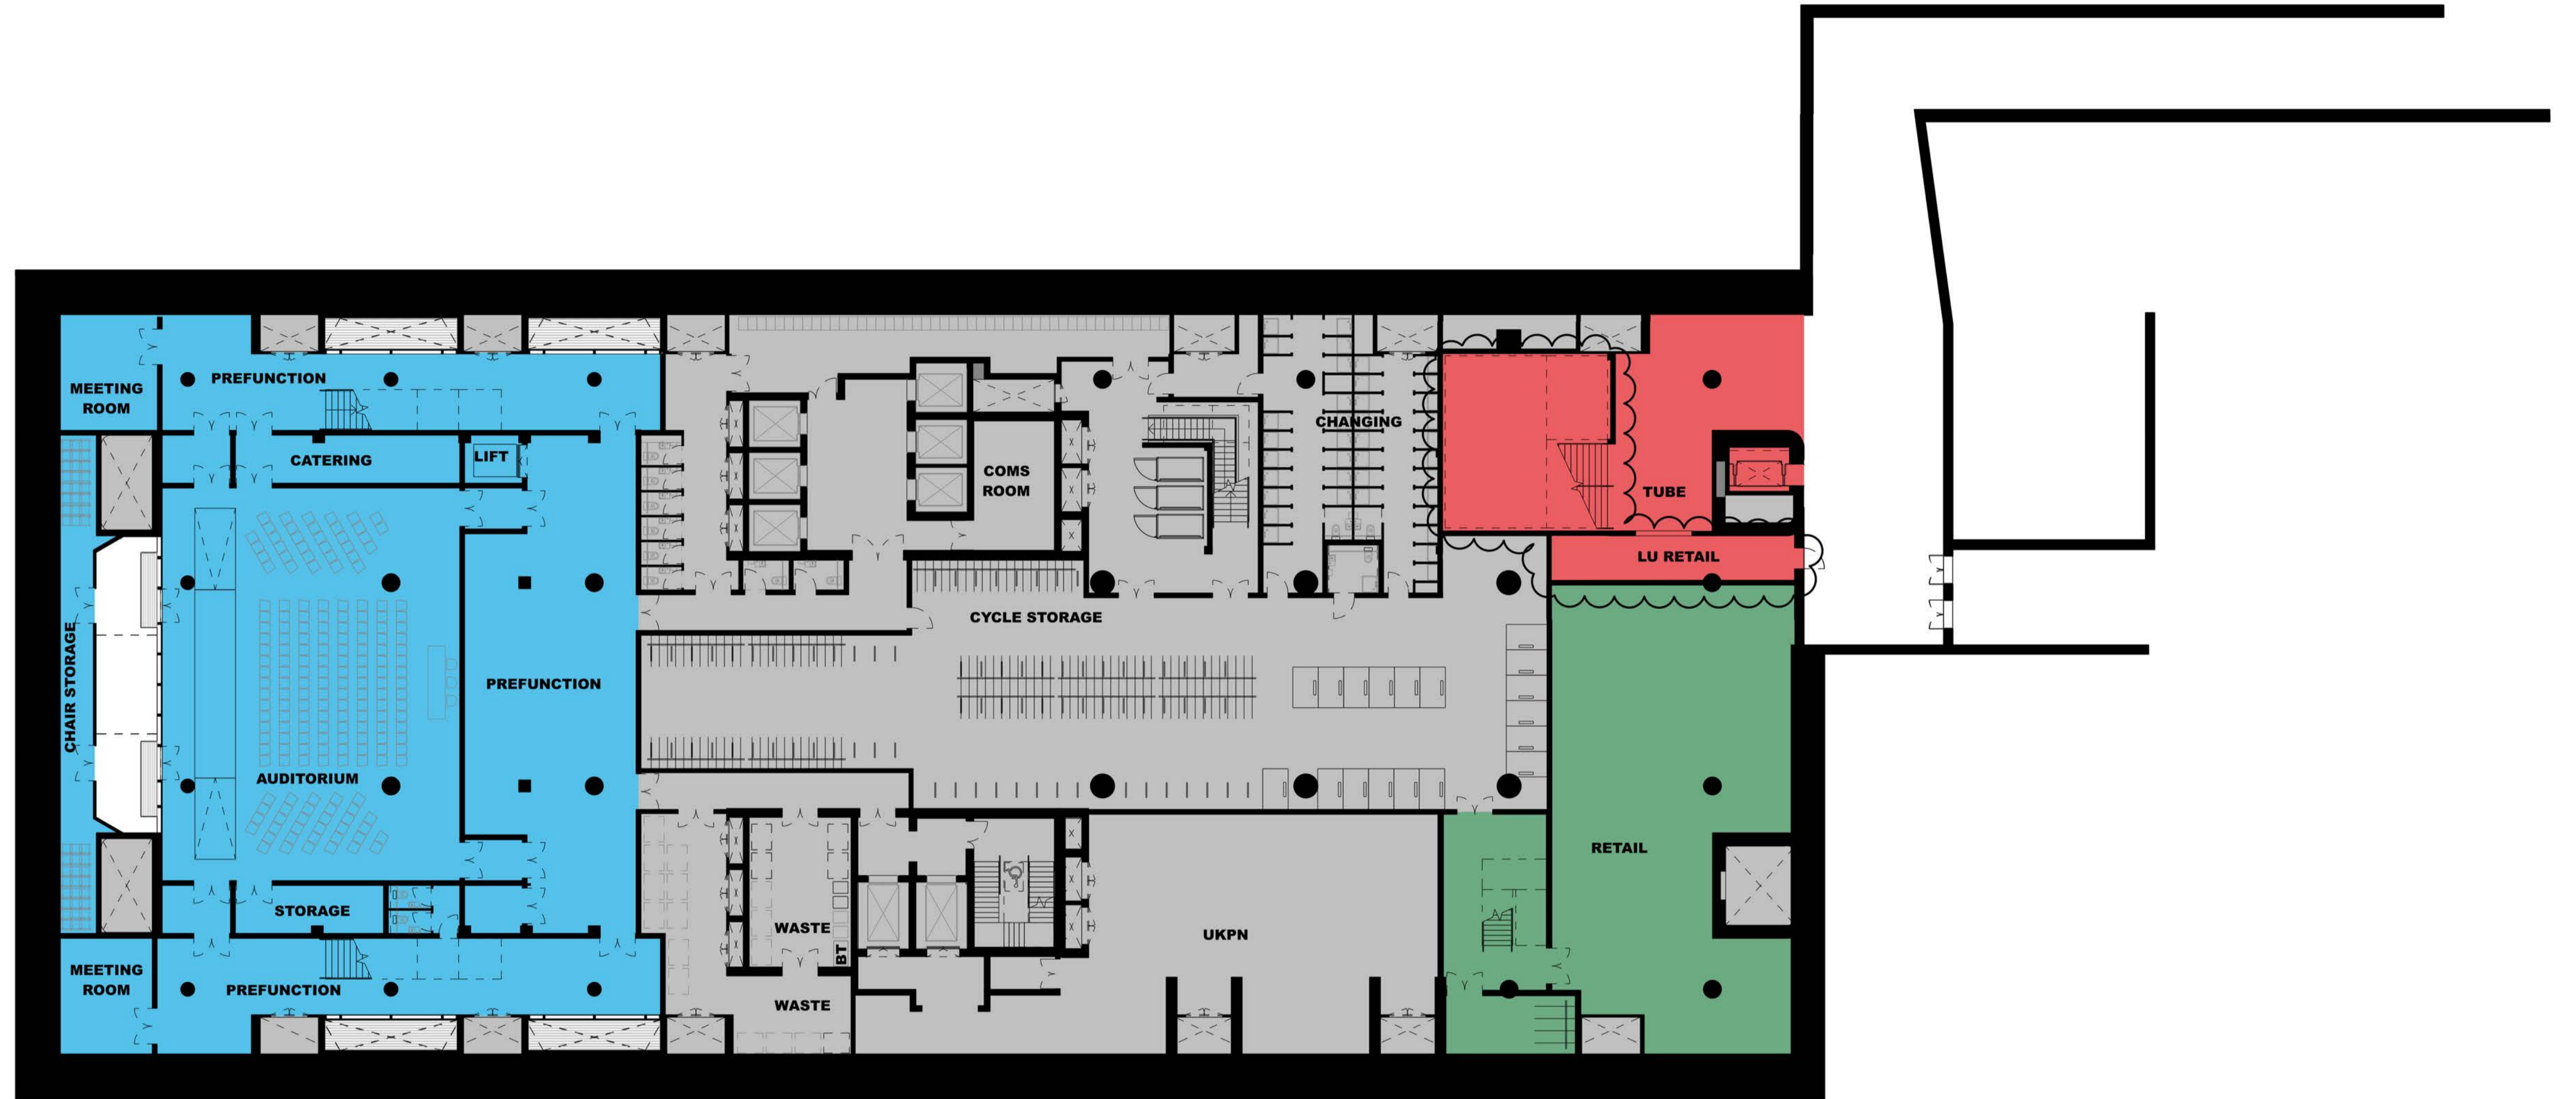 MEETING
ROOM
PREFUNCTION
CATERING
LIFT
COMS
ROOM
CHANGING
TUBE
LU RETAIL
CYCLE STORAGE
CHAIR STORAGE
PREFUNCTION
AUDITORIUM
RETAIL
STORAGE
WASTE
BT
UKPN
MEETING
ROOM
PREFUNCTION
WASTE